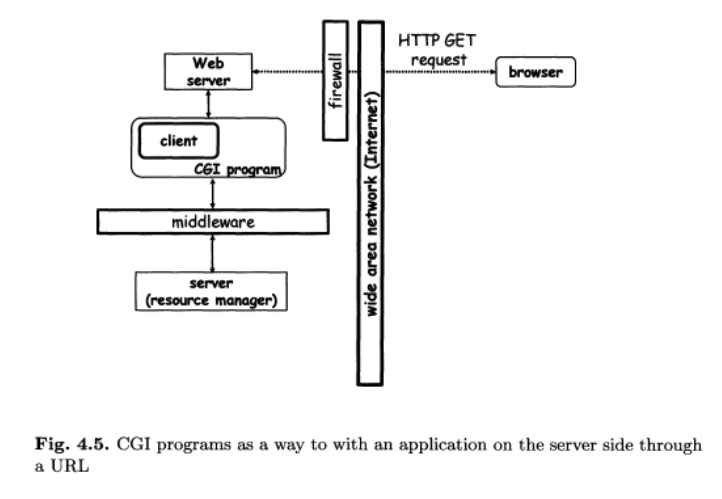 Web
server
firewall
HTTP GET
request
browser
client
CGI program
wide area network (Internet)
middleware
server
(resource manager)
Fig. 4.5. CGI programs as a way to with an application on the server side through
a URL